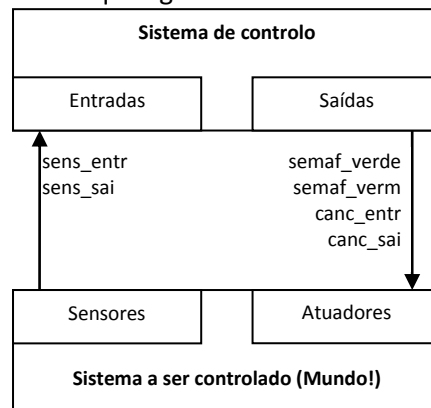 Sistema de controlo
Entradas
Saídas
sens_entr
sens_sai
semaf_verde
semaf_verm
canc_entr
canc_sai
Sensores
Atuadores
Sistema a ser controlado (Mundo!)